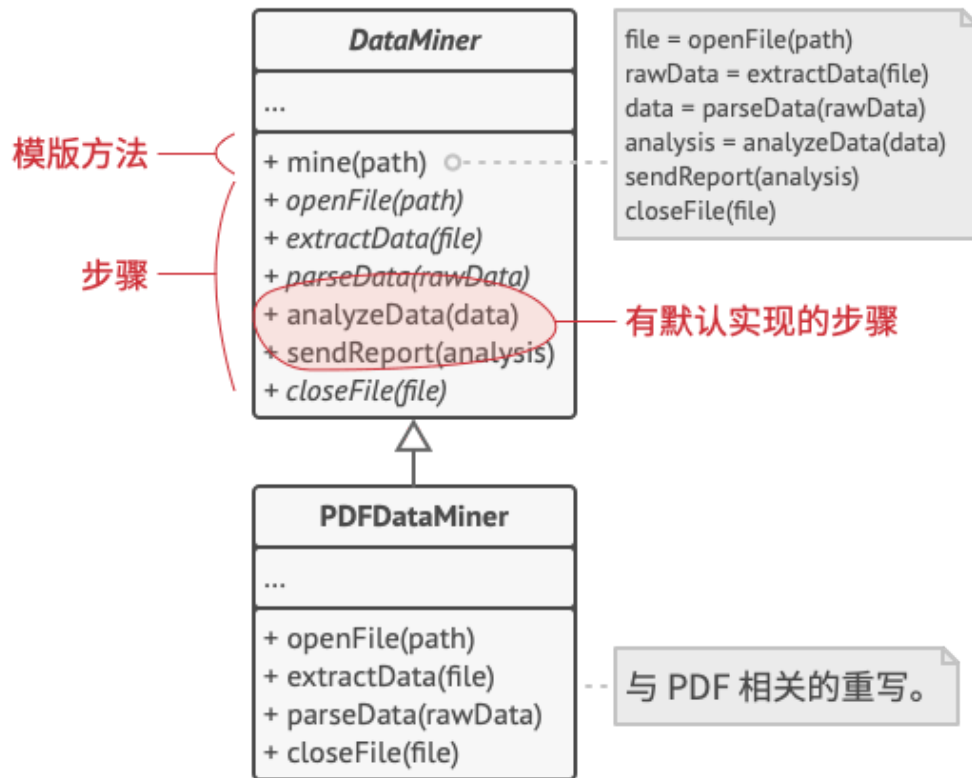 DataMiner
...
+ mine(path)
+ openFile(path)
+ extractData(file)
+ parseData(rawData)
+ analyzeData(data)
+ sendReport(analysis)
+ closeFile(file)
file = openFile(path)
rawData = extractData(file)
data = parseData(rawData)
analysis = analyzeData(data)
sendReport(analysis)
closeFile(file)
模版方法
步骤
有默认实现的步骤
PDFDataMiner
...
+ openFile(path)
+ extractData(file)
+ parseData(rawData)
+ closeFile(file)
与 PDF 相关的重写。